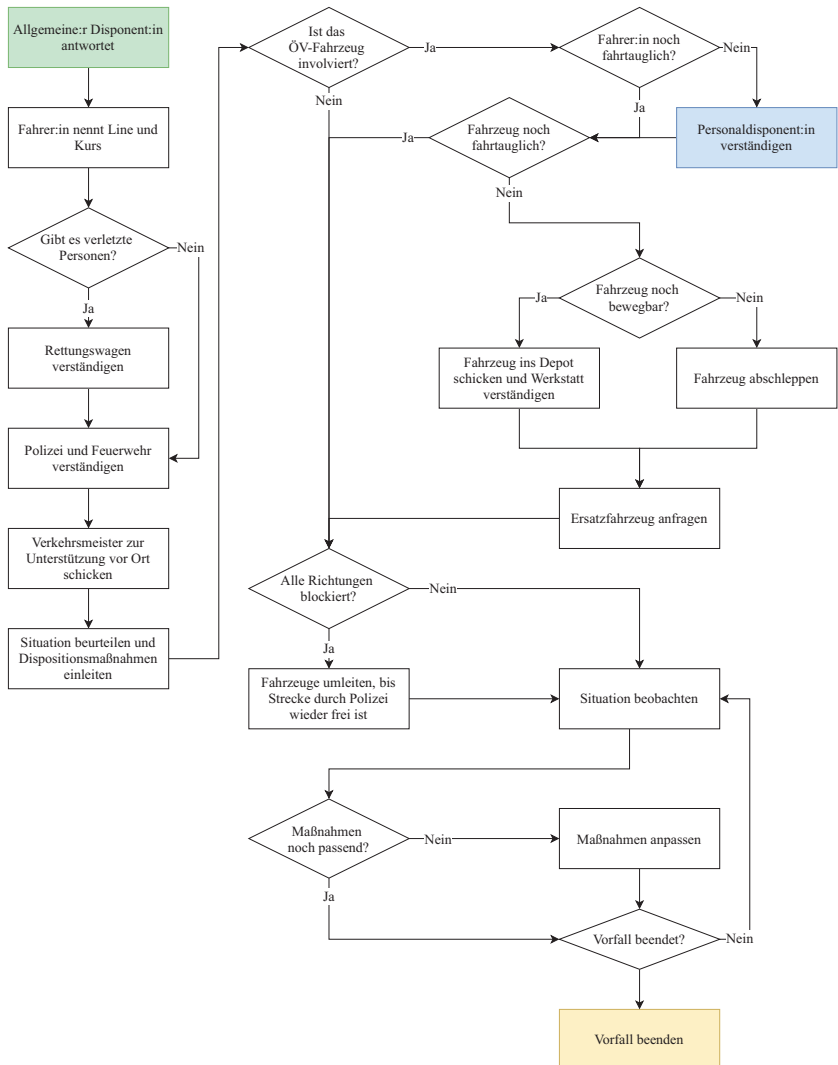 Allgemeine:r Disponent:in
antwortet
Fahrer:in nennt Line und
Kurs
Gibt es verletzte
Personen?
Nein
Ja
Rettungswagen
verständigen
Polizei und Feuerwehr
verständigen
Verkehrsmeister zur
Unterstützung vor Ort
schicken
Situation beurteilen und
Dispositionsmaßnahmen
einleiten
Ist das
ÖV-Fahrzeug
involviert?
Ja
Nein
Fahrer:in noch
fahrtauglich?
Nein
Ja
Personaldisponent:in
verständigen
Fahrzeug noch
fahrtauglich?
Ja
Nein
Fahrzeug noch
bewegbar?
Ja
Nein
Fahrzeug ins Depot
schicken und Werkstatt
verständigen
Fahrzeug abschleppen
Ersatzfahrzeug anfragen
Alle Richtungen
blockiert?
Nein
Ja
Fahrzeuge umleiten, bis
Strecke durch Polizei
wieder frei ist
Situation beobachten
Maßnahmen
noch passend?
Nein
Ja
Maßnahmen anpassen
Vorfall beendet?
Nein
Vorfall beenden